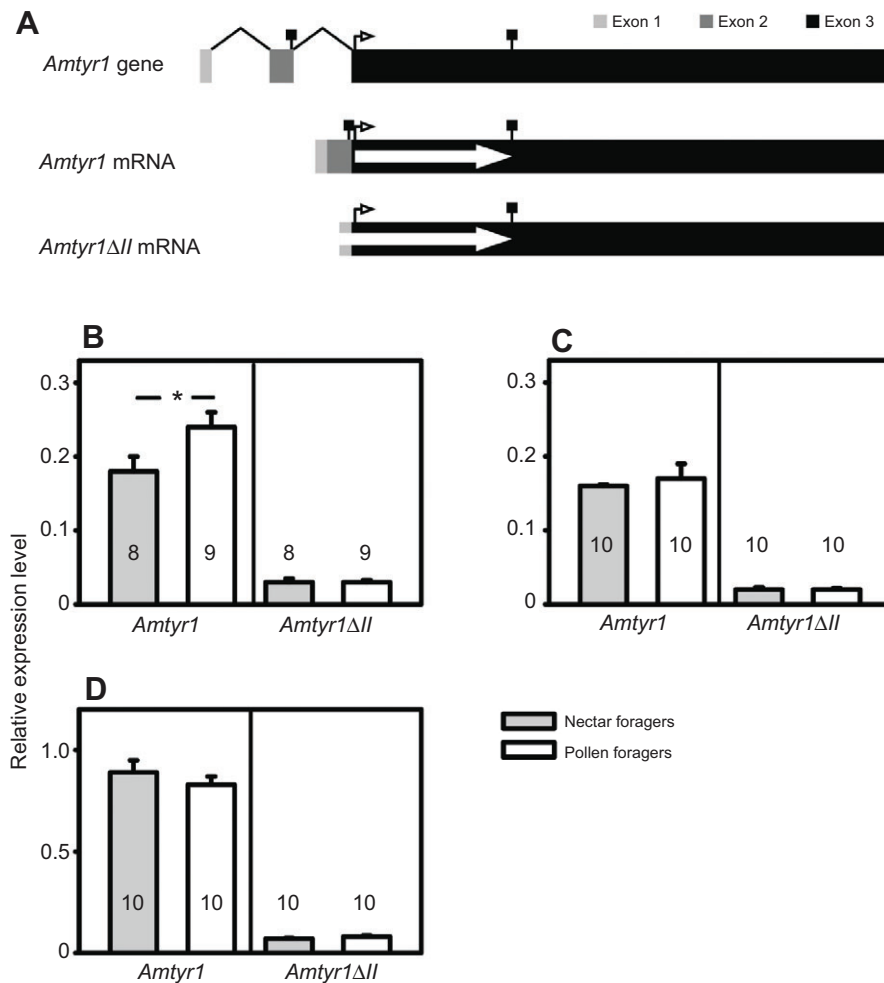 A
Exon 1 Exon 2 Exon 3
Amtyr1 gene
Amtyr1 mRNA
Amtyr1ΔII mRNA
B
0.3
0.2
0.1
0
*
8 9 8 9
Amtyr1 Amtyr1ΔII
C
0.3
0.2
0.1
0
10 10 10 10
Amtyr1 Amtyr1ΔII
Relative expression level
D
1.0
0.5
0
10 10 10 10
Amtyr1 Amtyr1ΔII
Nectar foragers
Pollen foragers